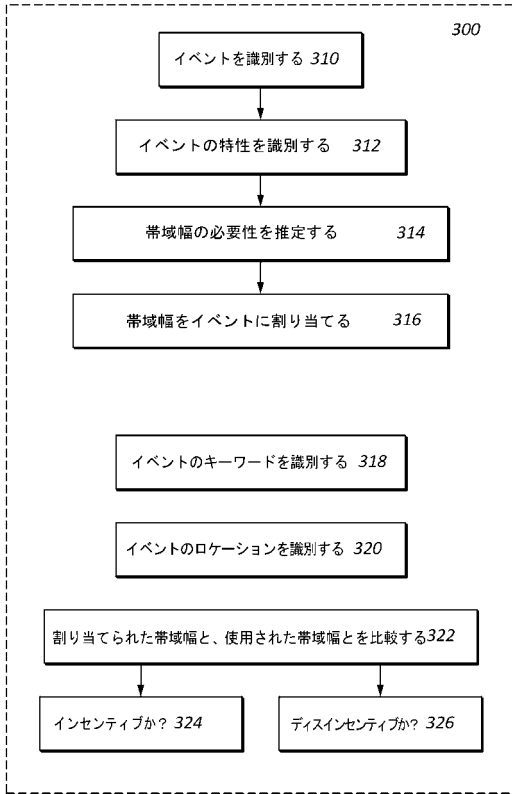 300
イベントを識別する 310
イベントの特性を識別する 312
帯域幅の必要性を推定する 314
帯域幅をイベントに割り当てる 316
イベントのキーワードを識別する 318
イベントのロケーションを識別する 320
割り当てられた帯域幅と、使用された帯域幅とを比較する 322
インセンティブか? 324
ディスインセンティブか? 326